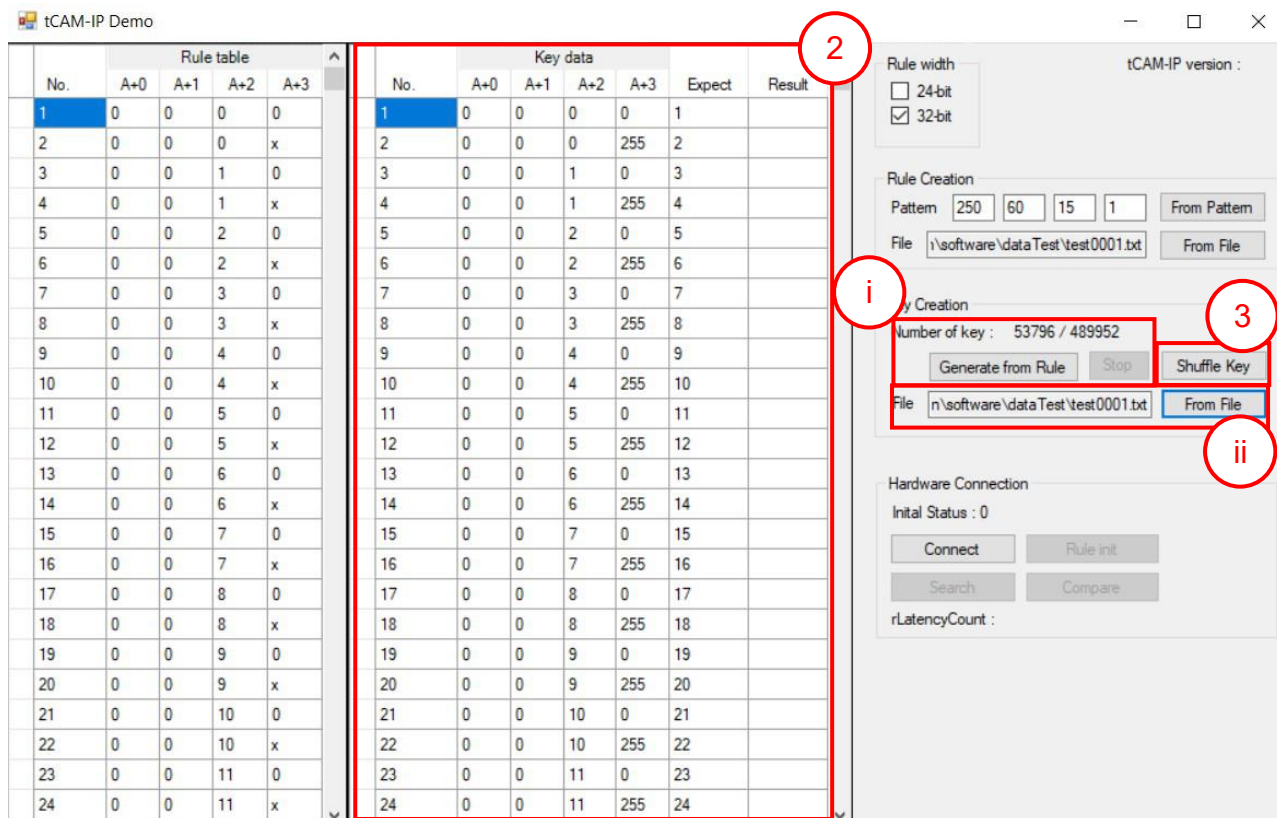 tCAM-IP Demo
Rule table
No. A+0 A+1 A+2 A+3
1 0 0 0 0
2 0 0 0 x
3 0 0 1 0
4 0 0 1 x
5 0 0 2 0
6 0 0 2 x
7 0 0 3 0
8 0 0 3 x
9 0 0 4 0
10 0 0 4 x
11 0 0 5 0
12 0 0 5 x
13 0 0 6 0
14 0 0 6 x
15 0 0 7 0
16 0 0 7 x
17 0 0 8 0
18 0 0 8 x
19 0 0 9 0
20 0 0 9 x
21 0 0 10 0
22 0 0 10 x
23 0 0 11 0
24 0 0 11 x
2
Key data
No. A+0 A+1 A+2 A+3 Expect Result
1 0 0 0 0 1
2 0 0 0 255 2
3 0 0 1 0 3
4 0 0 1 255 4
5 0 0 2 0 5
6 0 0 2 255 6
7 0 0 3 0 7
8 0 0 3 255 8
9 0 0 4 0 9
10 0 0 4 255 10
11 0 0 5 0 11
12 0 0 5 255 12
13 0 0 6 0 13
14 0 0 6 255 14
15 0 0 7 0 15
16 0 0 7 255 16
17 0 0 8 0 17
18 0 0 8 255 18
19 0 0 9 0 19
20 0 0 9 255 20
21 0 0 10 0 21
22 0 0 10 255 22
23 0 0 11 0 23
24 0 0 11 255 24
Rule width tCAM-IP version :
24-bit
32-bit
Rule Creation
Pattern 250 60 15 1 From Pattern
File \software\dataTest\test0001.txt From File
i
y Creation
3
Number of key : 53796 / 489952
Generate from Rule Stop Shuffle Key
File n\software\dataTest\test0001.txt From File
ii
Hardware Connection
Inital Status : 0
Connect Rule init
Search Compare
rLatencyCount :